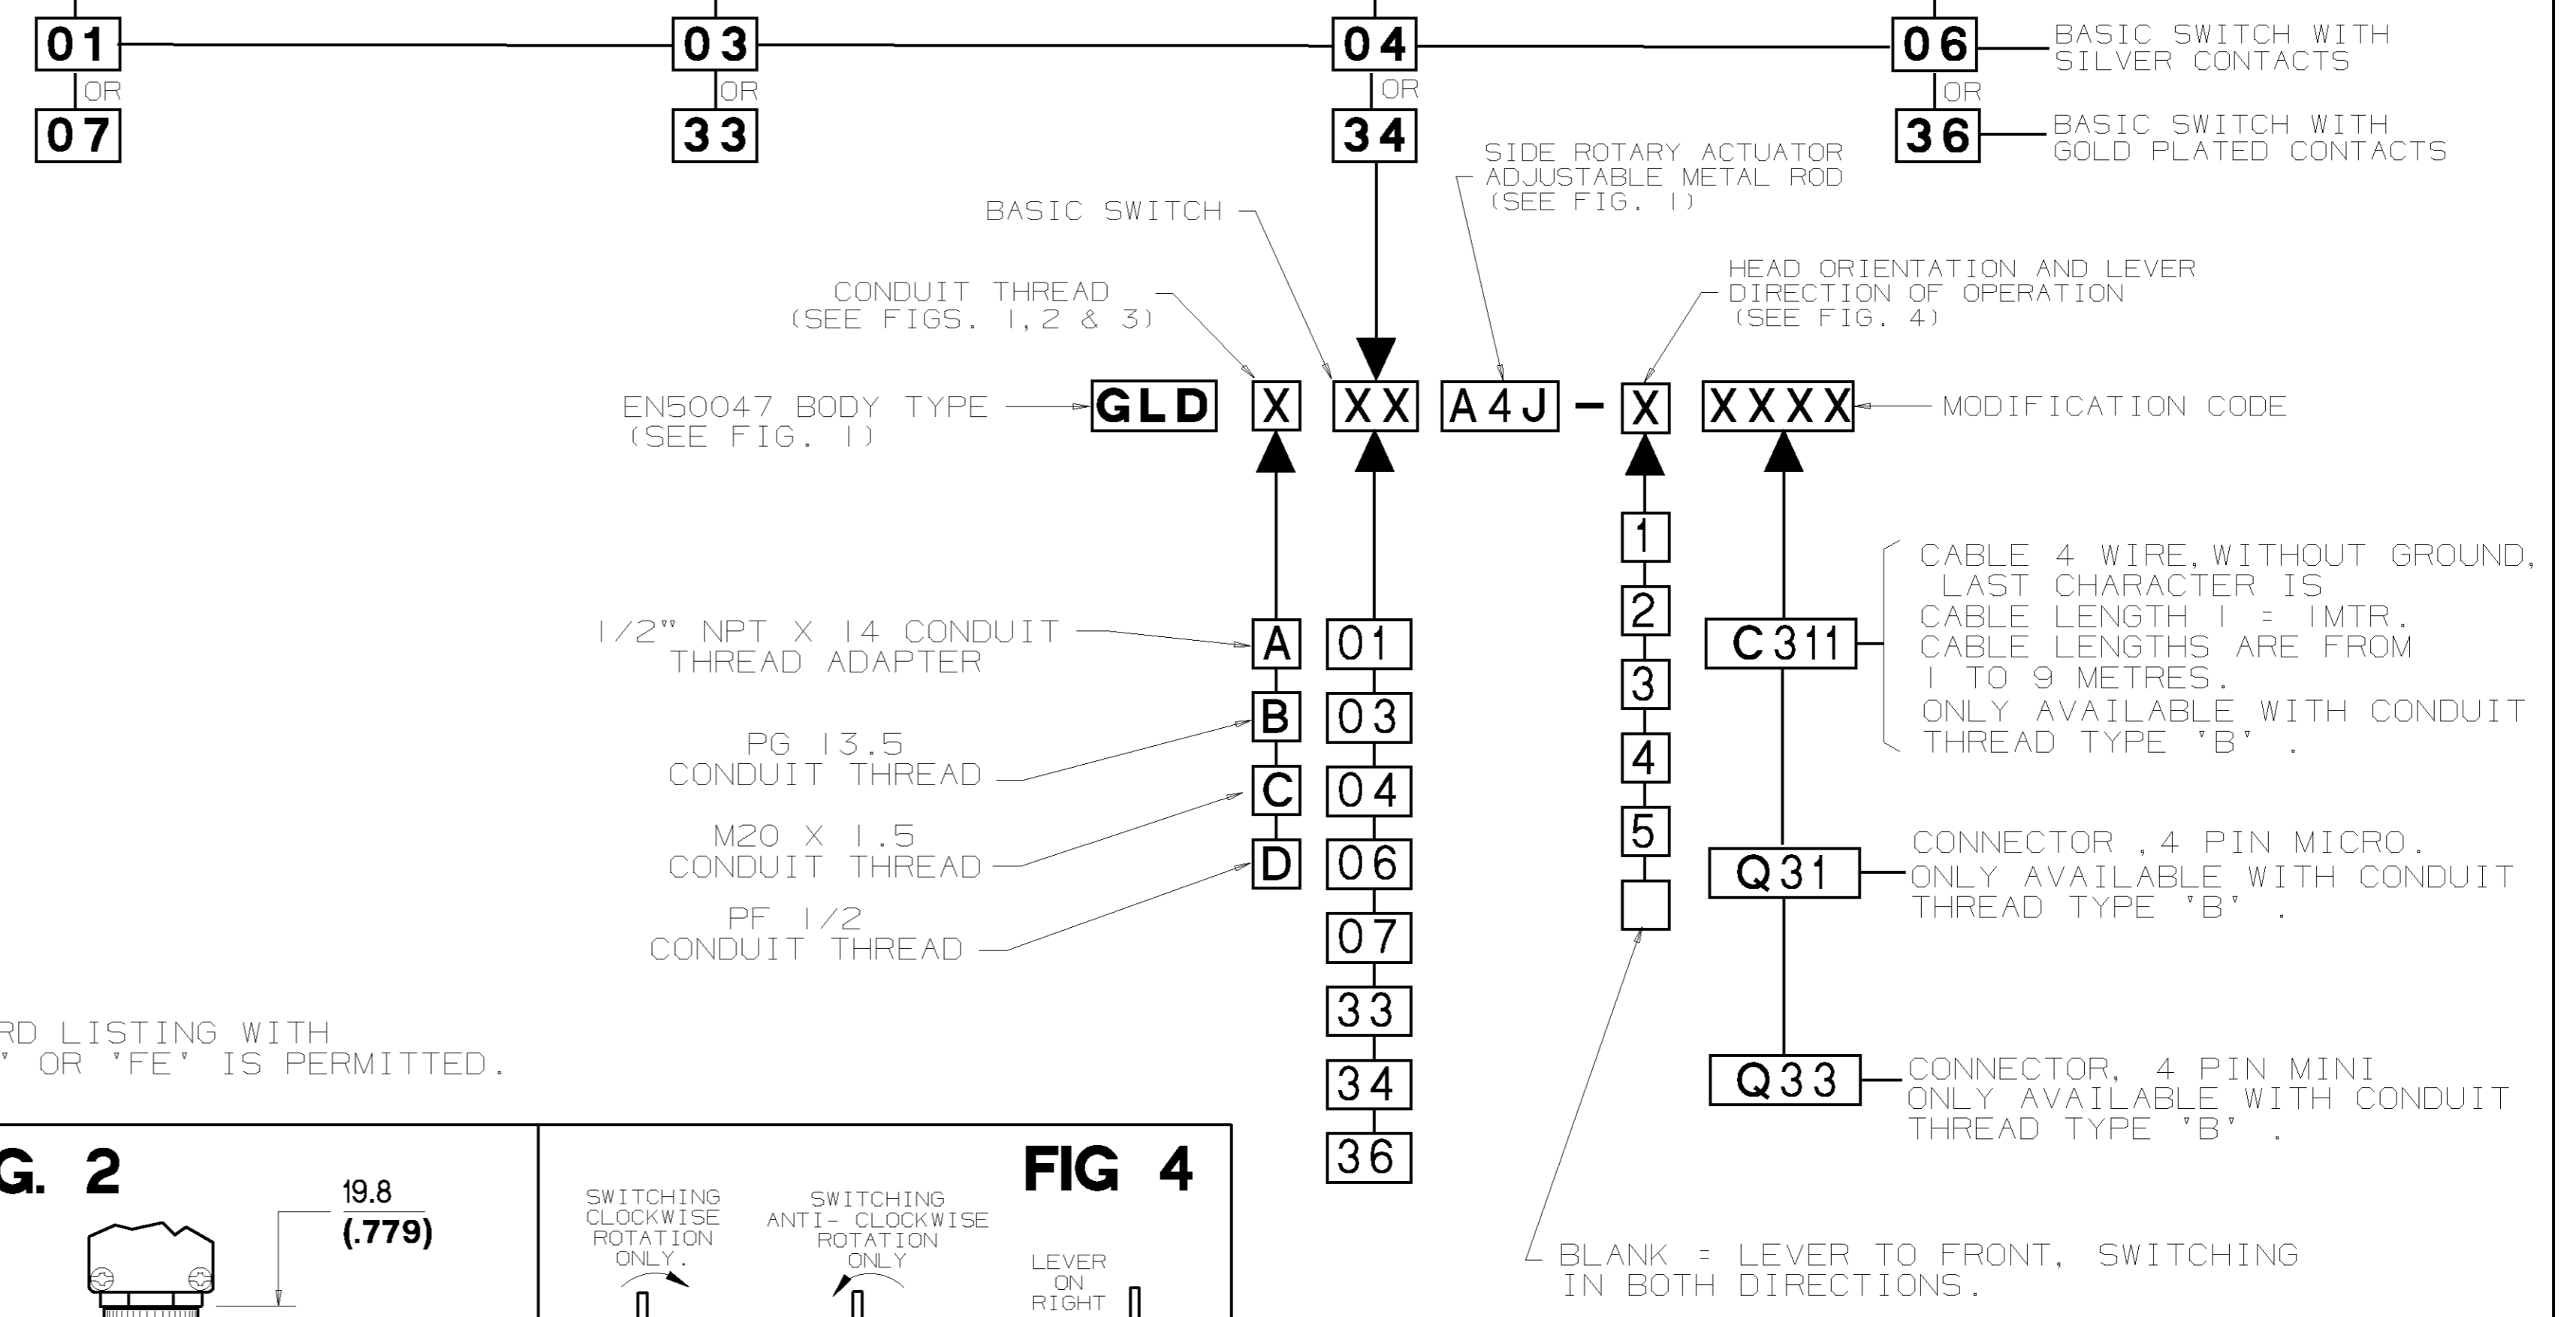 01
03
04
06
BASIC SWITCH WITH
SILVER CONTACTS
OR
OR
OR
OR
07
33
34
36
BASIC SWITCH WITH
GOLD PLATED CONTACTS
SIDE ROTARY ACTUATOR
ADJUSTABLE METAL ROD
(SEE FIG. 1)
BASIC SWITCH
CONDUIT THREAD
(SEE FIGS. 1,2 & 3)
HEAD ORIENTATION AND LEVER
DIRECTION OF OPERATION
(SEE FIG. 4)
EN50047 BODY TYPE
(SEE FIG. 1)
GLD X XX A4J - X XXXX
MODIFICATION CODE
1/2" NPT X 14 CONDUIT
THREAD ADAPTER
PG 13.5
CONDUIT THREAD
M20 X 1.5
CONDUIT THREAD
PF 1/2
CONDUIT THREAD
A
B
C
D
01
03
04
06
07
33
34
36
1
2
3
4
5
C311
CABLE 4 WIRE, WITHOUT GROUND,
LAST CHARACTER IS
CABLE LENGTH 1 = 1MTR.
CABLE LENGTHS ARE FROM
1 TO 9 METRES.
ONLY AVAILABLE WITH CONDUIT
THREAD TYPE 'B' .
Q31
CONNECTOR ,4 PIN MICRO.
ONLY AVAILABLE WITH CONDUIT
THREAD TYPE 'B' .
Q33
CONNECTOR, 4 PIN MINI
ONLY AVAILABLE WITH CONDUIT
THREAD TYPE 'B' .
BLANK = LEVER TO FRONT, SWITCHING
IN BOTH DIRECTIONS.
RD LISTING WITH
' OR 'FE' IS PERMITTED.
G. 2
19.8
(.779)
FIG 4
SWITCHING
CLOCKWISE
ROTATION
ONLY.
SWITCHING
ANTI- CLOCKWISE
ROTATION
ONLY
LEVER
ON
RIGHT